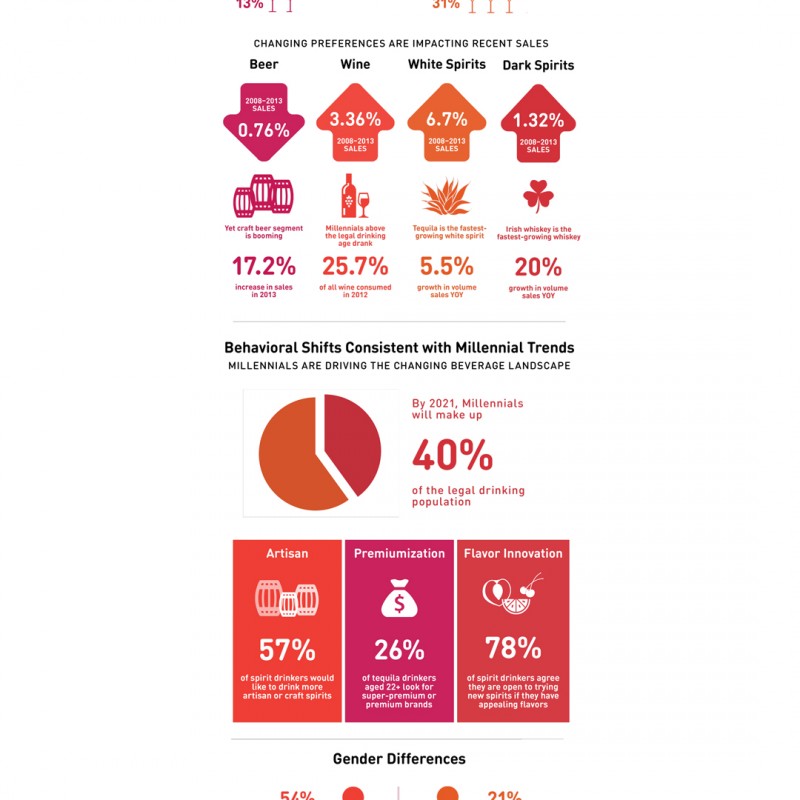 13%
31%
CHANGING PREFERENCES ARE IMPACTING RECENT SALES
Beer
Wine
White Spirits
Dark Spirits
2008–2013
SALES
0.76%
3.36%
2008–2013
SALES
6.7%
2008–2013
SALES
1.32%
2008–2013
SALES
Yet craft beer segment
is booming
Millennials above
the legal drinking
age drank
Tequila is the fastest-
growing white spirit
Irish whiskey is the
fastest-growing whiskey
17.2%
25.7%
5.5%
20%
increase in sales
in 2013
of all wine consumed
in 2012
growth in volume
sales YOY
growth in volume
sales YOY
Behavioral Shifts Consistent with Millennial Trends
MILLENNIALS ARE DRIVING THE CHANGING BEVERAGE LANDSCAPE
By 2021, Millennials
will make up
40%
of the legal drinking
population
Artisan
57%
of spirit drinkers would
like to drink more
artisan or craft spirits
Premiumization
$
26%
of tequila drinkers
aged 22+ look for
super-premium or
premium brands
Flavor Innovation
78%
of spirit drinkers agree
they are open to trying
new spirits if they have
appealing flavors
Gender Differences
54%
21%